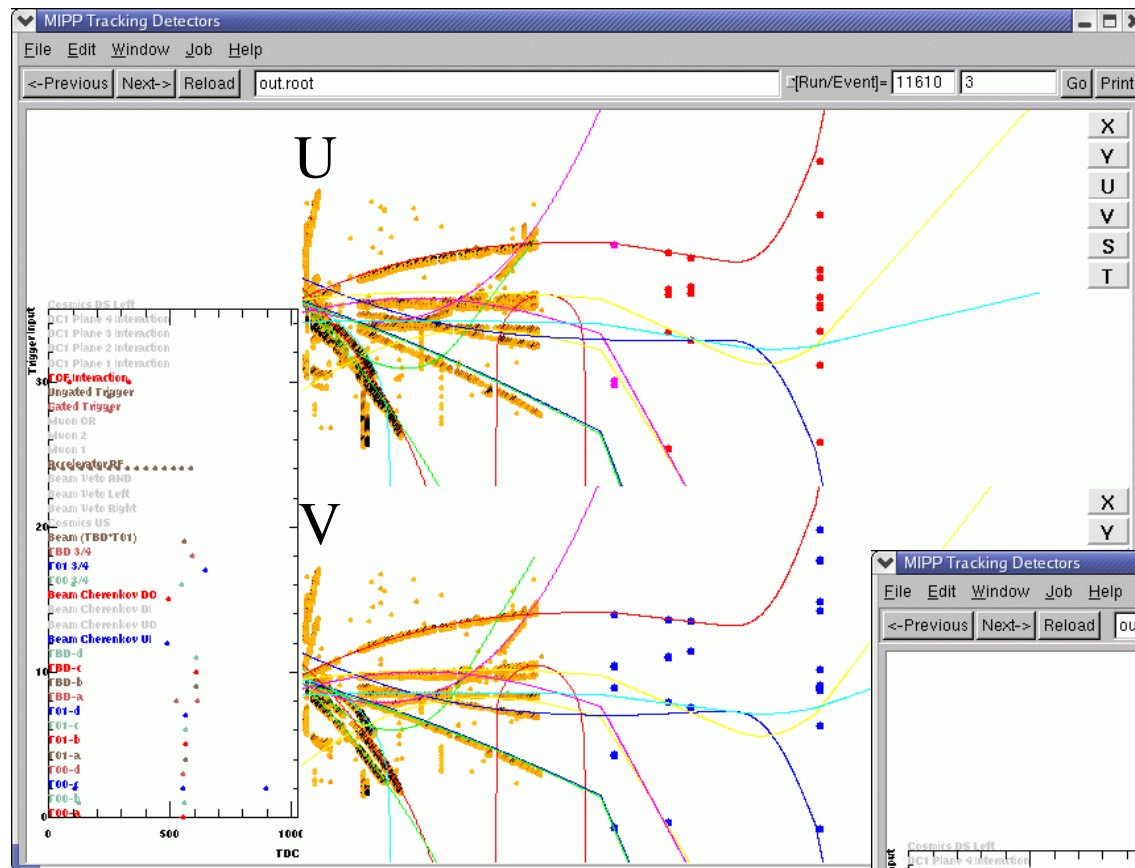 MIPP Tracking Detectors
File Edit Window Job Help
<-Previous Next-> Reload out.root [Run/Event]= 11610 3 Go Print
U
X
Y
U
V
S
T
Trigger Input
Cosmics DS Left
DC1 Plane 4 Interaction
DC1 Plane 3 Interaction
DC1 Plane 2 Interaction
DC1 Plane 1 Interaction
TOF Interaction
30
Ungated Trigger
Gated Trigger
Muon OR
Muon 2
Muon 1
Accelerator RF
Beam Veto AND
Beam Veto Left
Beam Veto Right
Cosmics US
20
Beam (TBD*T01)
TBD 3/4
T01 3/4
T00 3/4
Beam Cherenkov DO
Beam Cherenkov DI
Beam Cherenkov UO
Beam Cherenkov UI
TBD-d
TBD-c
10
TBD-b
TBD-a
T01-d
T01-c
T01-b
T01-a
T00-d
T00-c
T00-b
T00-a
0
0 500 1000
TDC
V
X
Y
MIPP Tracking Detectors
File Edit Window Job Help
<-Previous Next-> Reload ou
Cosmics DS Left
DC1 Plane 4 Interaction